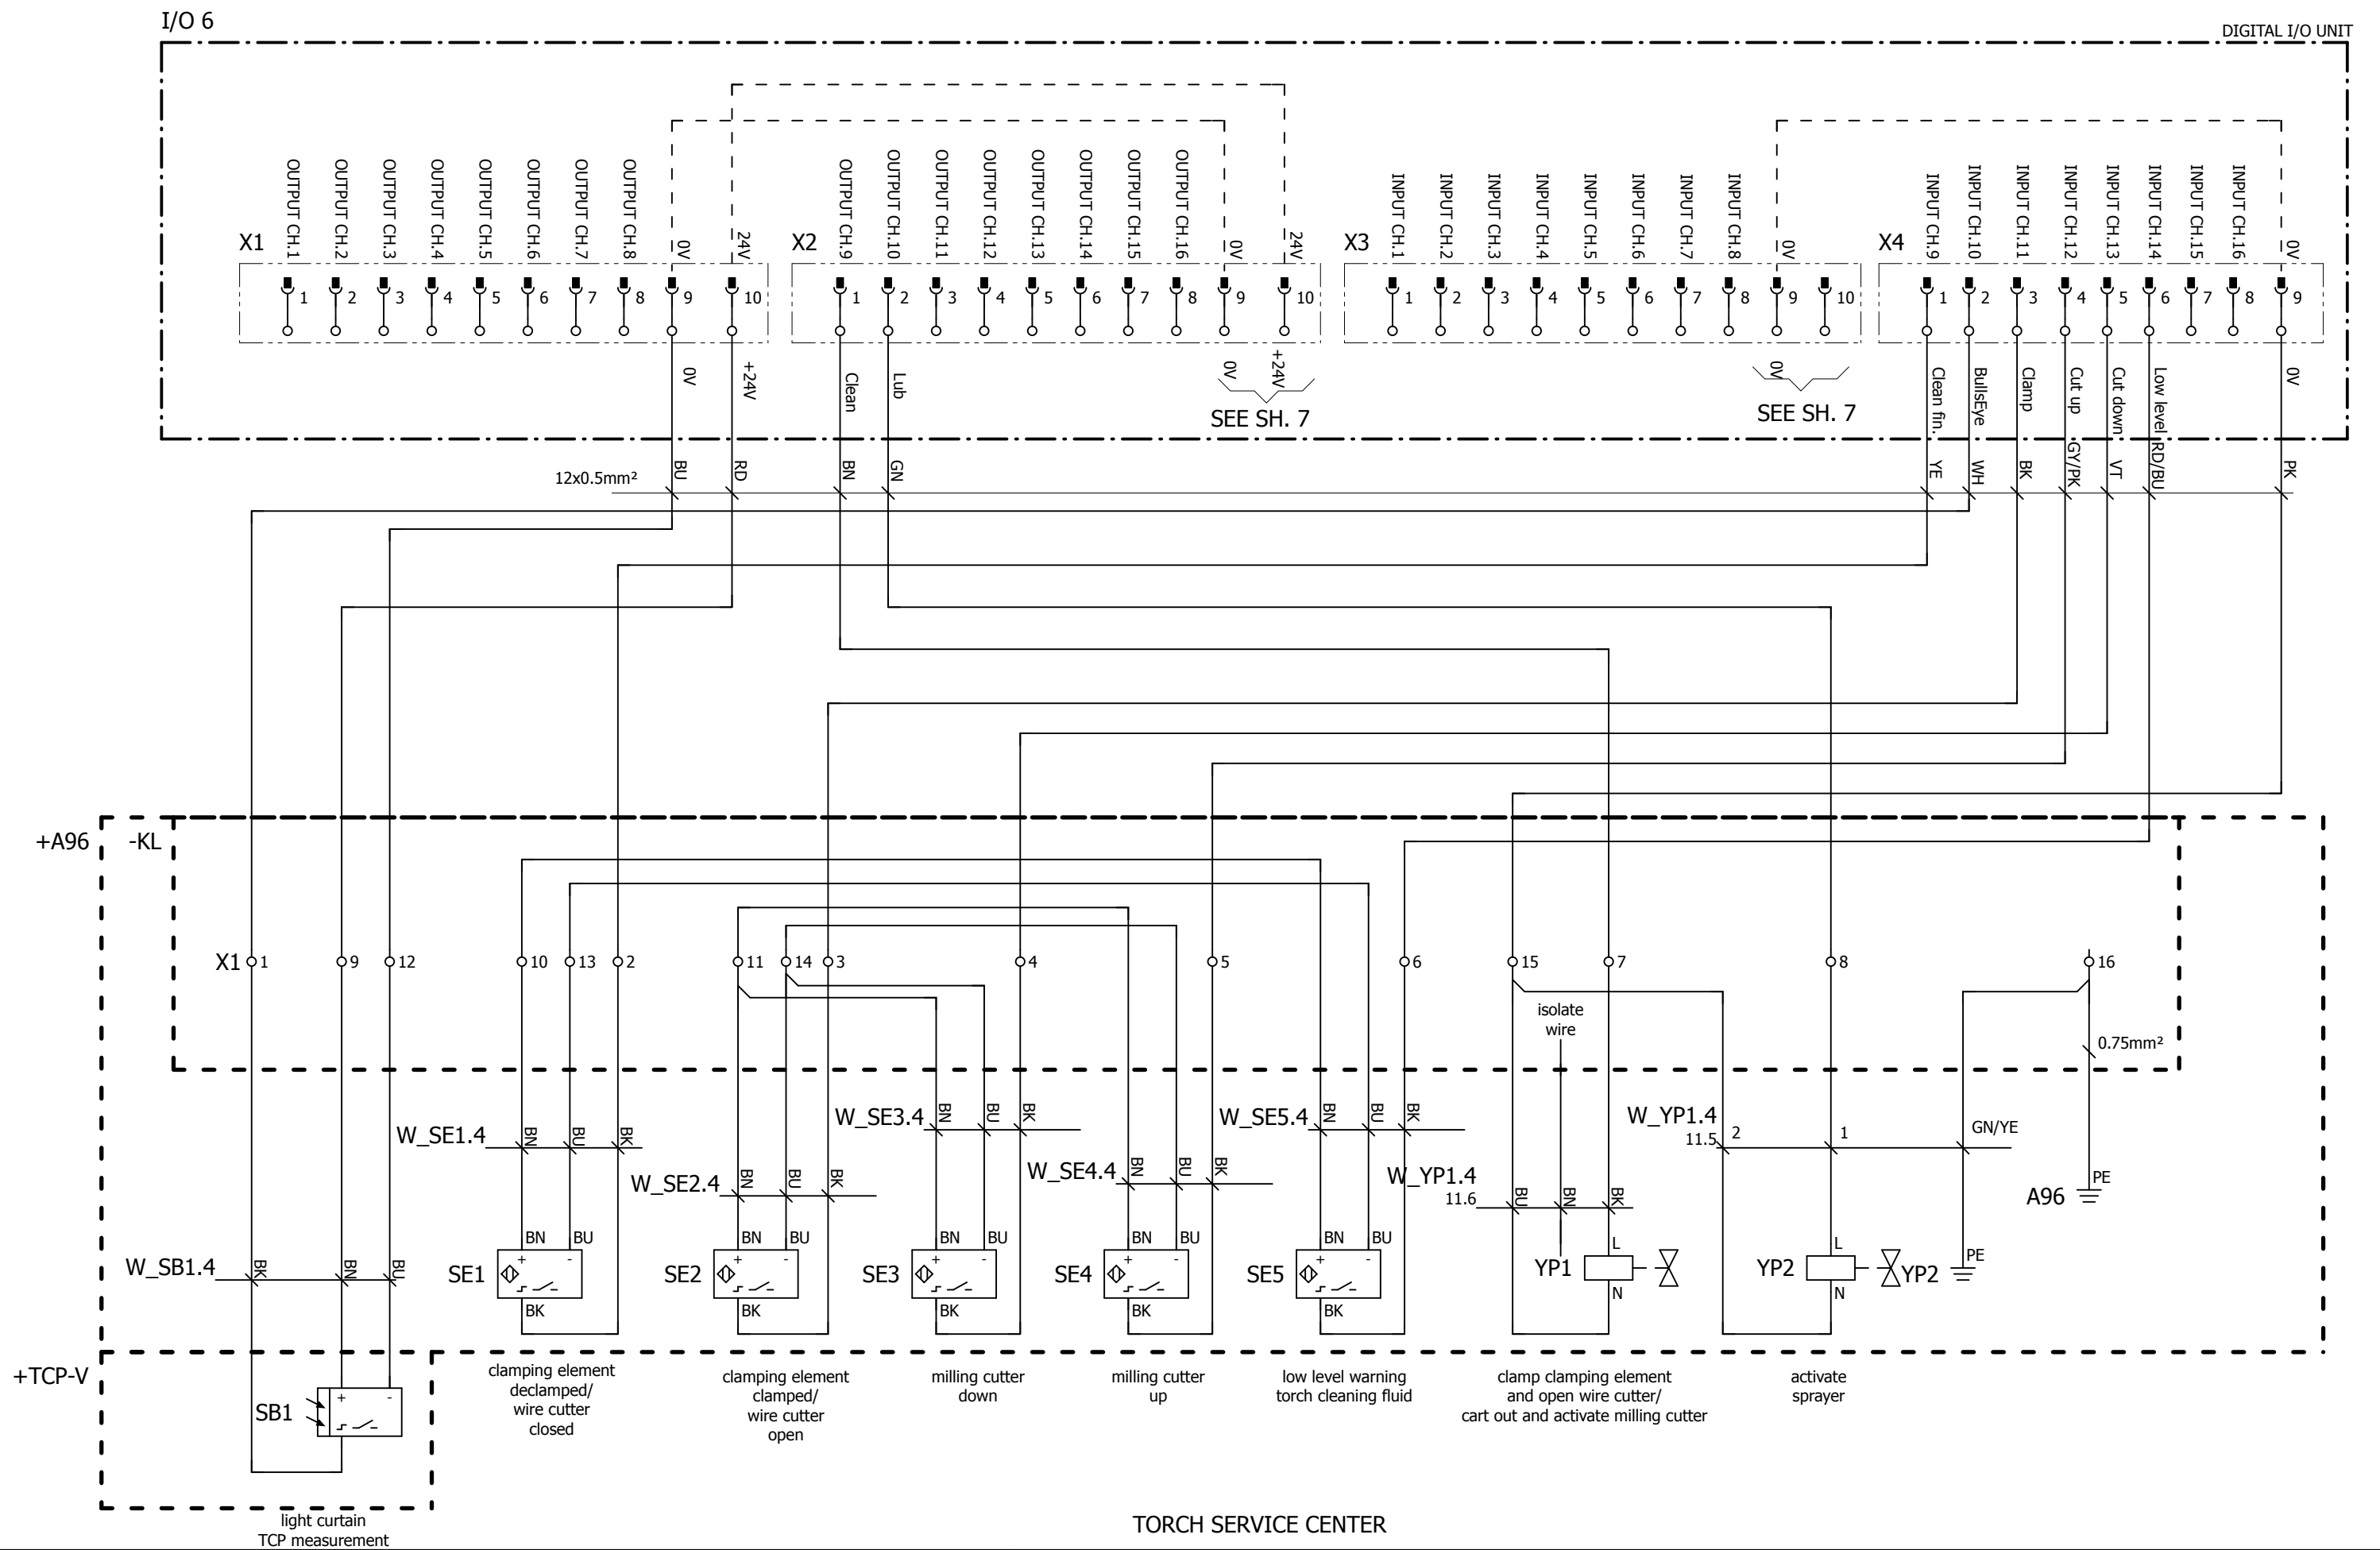 I/O 6
DIGITAL I/O UNIT
OUTPUT CH.1
OUTPUT CH.2
OUTPUT CH.3
OUTPUT CH.4
OUTPUT CH.5
OUTPUT CH.6
OUTPUT CH.7
OUTPUT CH.8
0V
24V
OUTPUT CH.9
OUTPUT CH.10
OUTPUT CH.11
OUTPUT CH.12
OUTPUT CH.13
OUTPUT CH.14
OUTPUT CH.15
OUTPUT CH.16
0V
24V
INPUT CH.1
INPUT CH.2
INPUT CH.3
INPUT CH.4
INPUT CH.5
INPUT CH.6
INPUT CH.7
INPUT CH.8
0V
INPUT CH.9
INPUT CH.10
INPUT CH.11
INPUT CH.12
INPUT CH.13
INPUT CH.14
INPUT CH.15
INPUT CH.16
0V
X1
X2
X3
X4
1 2 3 4 5 6 7 8 9 10
1 2 3 4 5 6 7 8 9 10
1 2 3 4 5 6 7 8 9 10
1 2 3 4 5 6 7 8 9
0V
+24V
Clean
Lub
0V
+24V
SEE SH. 7
0V
SEE SH. 7
Clean fin.
BullsEye
Clamp
Cut up
Cut down
Low level
0V
12x0.5mm²
BU
RD
BN
GN
YE
WH
BK
GY/PK
VT
RD/BU
PK
+A96
-KL
X1
1 9 12 10 13 2 11 14 3 4 5 6 15 7 8 16
isolate
wire
0.75mm²
W_SE1.4
BN BU BK
W_SE2.4
BN BU BK
W_SE3.4
BN BU BK
W_SE4.4
BN BU BK
W_SE5.4
BN BU BK
W_YP1.4
11.6
BU BN BK
W_YP1.4
11.5
2
1
GN/YE
A96
PE
W_SB1.4
BK BN BU
SE1
BN BU
+ -
BK
SE2
BN BU
+ -
BK
SE3
BN BU
+ -
BK
SE4
BN BU
+ -
BK
SE5
BN BU
+ -
BK
YP1
L
N
YP2
L
N
YP2
PE
+TCP-V
SB1
+ -
clamping element
declamped/
wire cutter
closed
clamping element
clamped/
wire cutter
open
milling cutter
down
milling cutter
up
low level warning
torch cleaning fluid
clamp clamping element
and open wire cutter/
cart out and activate milling cutter
activate
sprayer
light curtain
TCP measurement
TORCH SERVICE CENTER